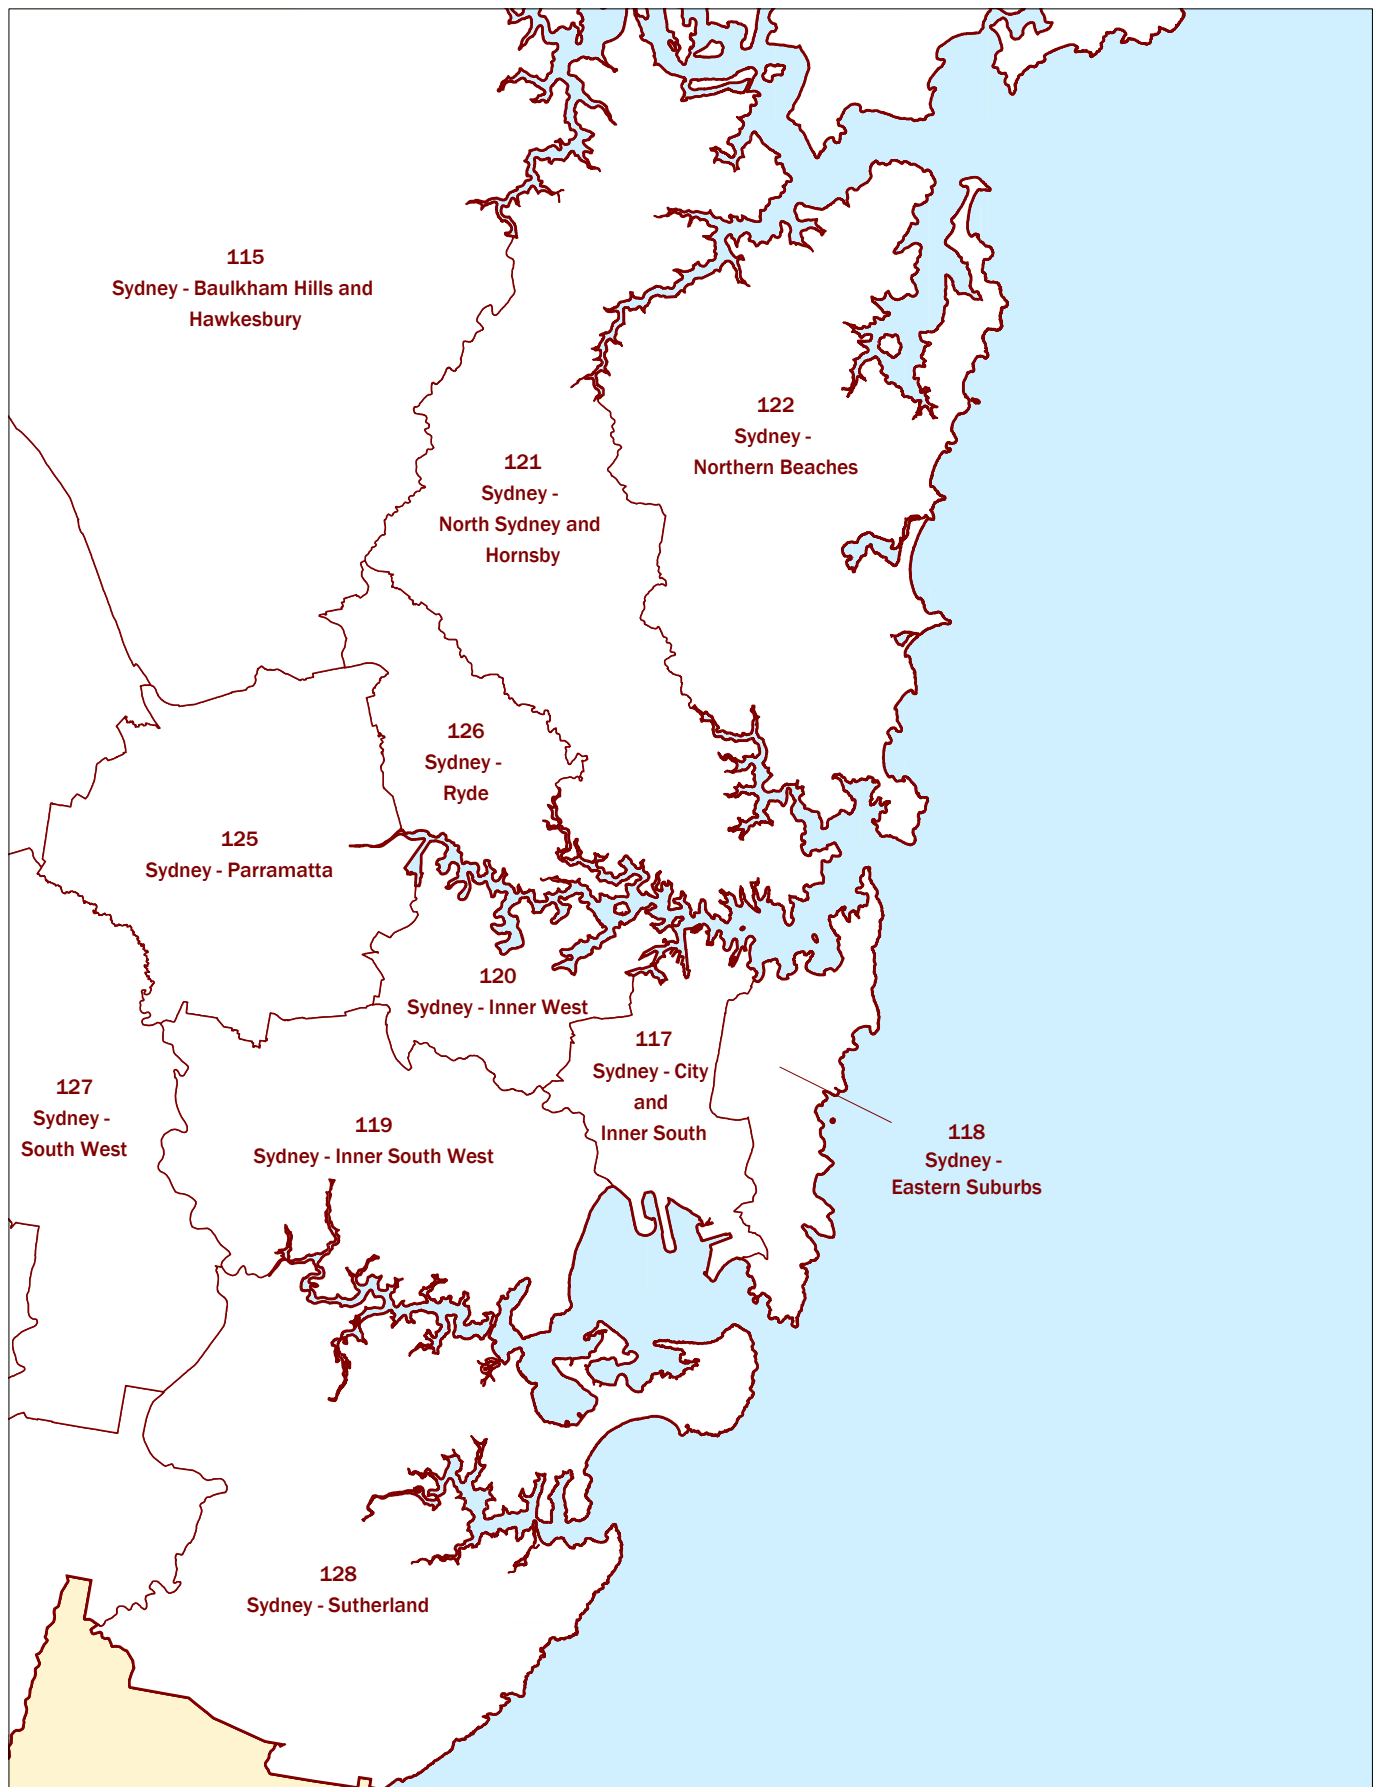 115
Sydney - Baulkham Hills and
Hawkesbury
122
Sydney -
Northern Beaches
121
Sydney -
North Sydney and
Hornsby
126
Sydney -
Ryde
125
Sydney - Parramatta
120
Sydney - Inner West
117
Sydney - City
and
Inner South
127
Sydney -
South West
119
Sydney - Inner South West
118
Sydney -
Eastern Suburbs
128
Sydney - Sutherland